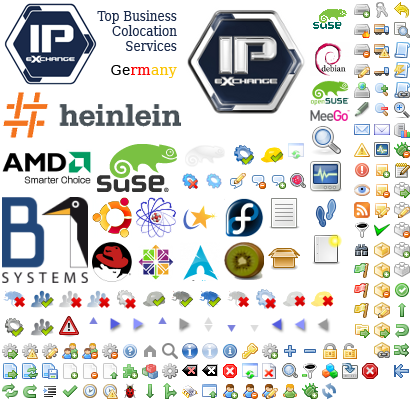 IP
EXCHANGE
Top Business
Colocation
Services
Germany
IP
EXCHANGE
SUSE
debian
openSUSE
MeeGo
heinlein
AMD
Smarter Choice
SUSE
B1
SYSTEMS